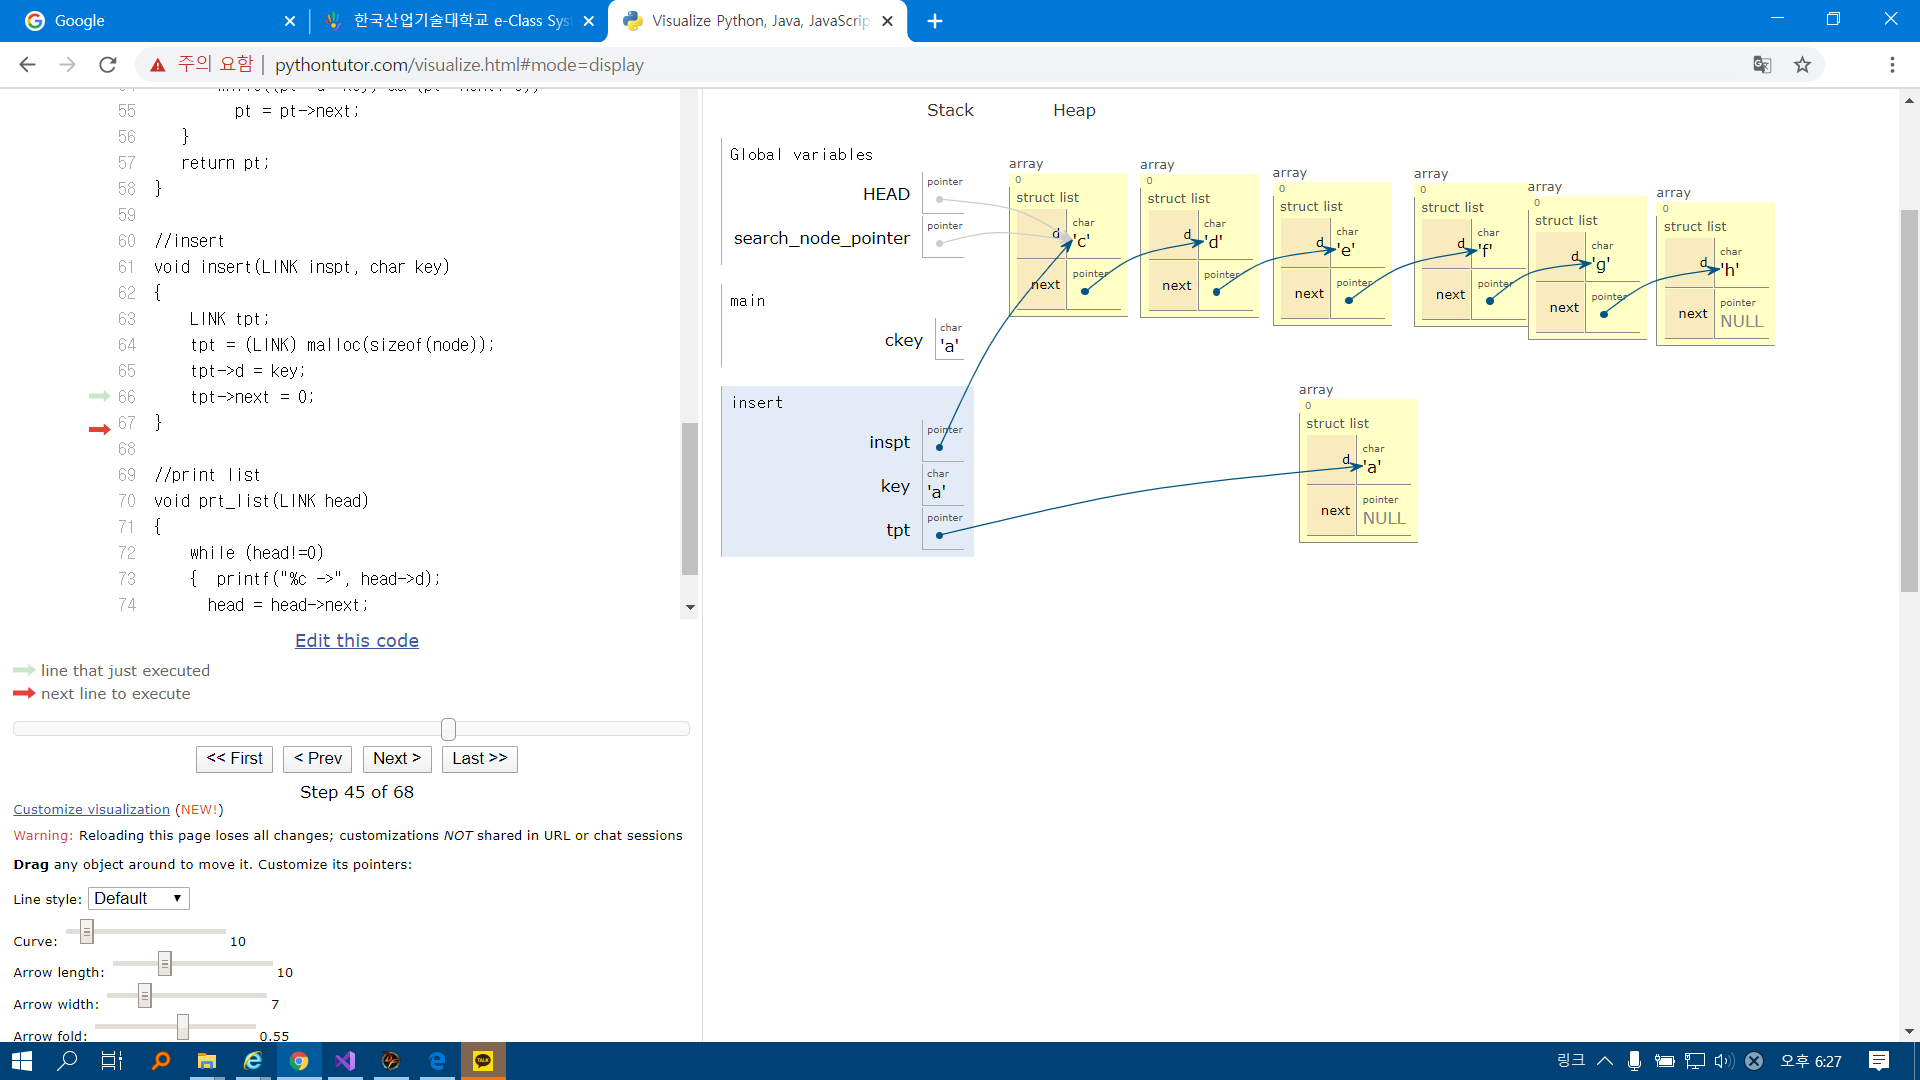 Google
한국산업기술대학교 e-Class Sys
Visualize Python, Java, JavaScrip
주의 요함 | pythontutor.com/visualize.html#mode=display
55 pt = pt->next;
56 }
57 return pt;
58 }
59
60 //insert
61 void insert(LINK inspt, char key)
62 {
63 LINK tpt;
64 tpt = (LINK) malloc(sizeof(node));
65 tpt->d = key;
66 tpt->next = 0;
67 }
68
69 //print list
70 void prt_list(LINK head)
71 {
72 while (head!=0)
73 { printf("%c ->", head->d);
74 head = head->next;
Edit this code
line that just executed
next line to execute
<< First
< Prev
Next >
Last >>
Step 45 of 68
Customize visualization (NEW!)
Warning: Reloading this page loses all changes; customizations NOT shared in URL or chat sessions
Drag any object around to move it. Customize its pointers:
Line style: Default
Curve: 10
Arrow length: 10
Arrow width: 7
Arrow fold: 0.55
Stack
Heap
Global variables
HEAD
pointer
search_node_pointer
pointer
main
ckey
char
'a'
insert
inspt
pointer
key
char
'a'
tpt
pointer
array
0
struct list
d
char
'c'
next
pointer
array
0
struct list
d
char
'd'
next
pointer
array
0
struct list
d
char
'e'
next
pointer
array
0
struct list
d
char
'f'
next
pointer
array
0
struct list
d
char
'g'
next
pointer
array
0
struct list
d
char
'h'
next
pointer
NULL
array
0
struct list
d
char
'a'
next
pointer
NULL
TALK
링크
오후 6:27